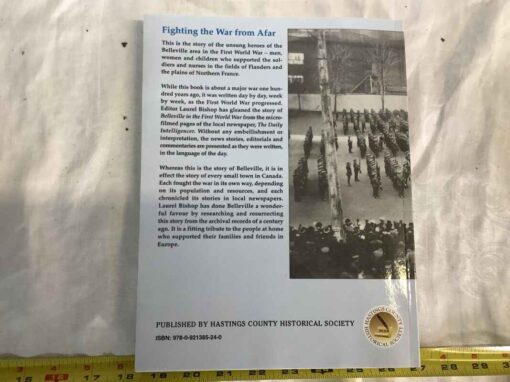 Fighting the War from Afar
This is the story of the unsung heroes of the
Belleville area in the First World War – men,
women and children who supported the sol-
diers and nurses in the fields of Flanders and
the plains of Northern France.
While this book is about a major war one hun-
dred years ago, it was written day by day, week
by week, as the First World War progressed.
Editor Laurel Bishop has gleaned the story of
Belleville in the First World War from the micro-
filmed pages of the local newspaper, The Daily
Intelligencer. Without any embellishment or
interpretation, the news stories, editorials and
commentaries are presented as they were written,
in the language of the day.
Whereas this is the story of Belleville, it is in
effect the story of every small town in Canada.
Each fought the war in its own way, depending
on its population and resources, and each
chronicled its stories in local newspapers.
Laurel Bishop has done Belleville a wonder-
ful favour by researching and resurrecting
this story from the archival records of a century
ago. It is a fitting tribute to the people at home
who supported their families and friends in
Europe.
PUBLISHED BY HASTINGS COUNTY HISTORICAL SOCIETY
ISBN: 978-0-921385-24-0
HASTINGS COUNTY
HISTORICAL SOCIETY